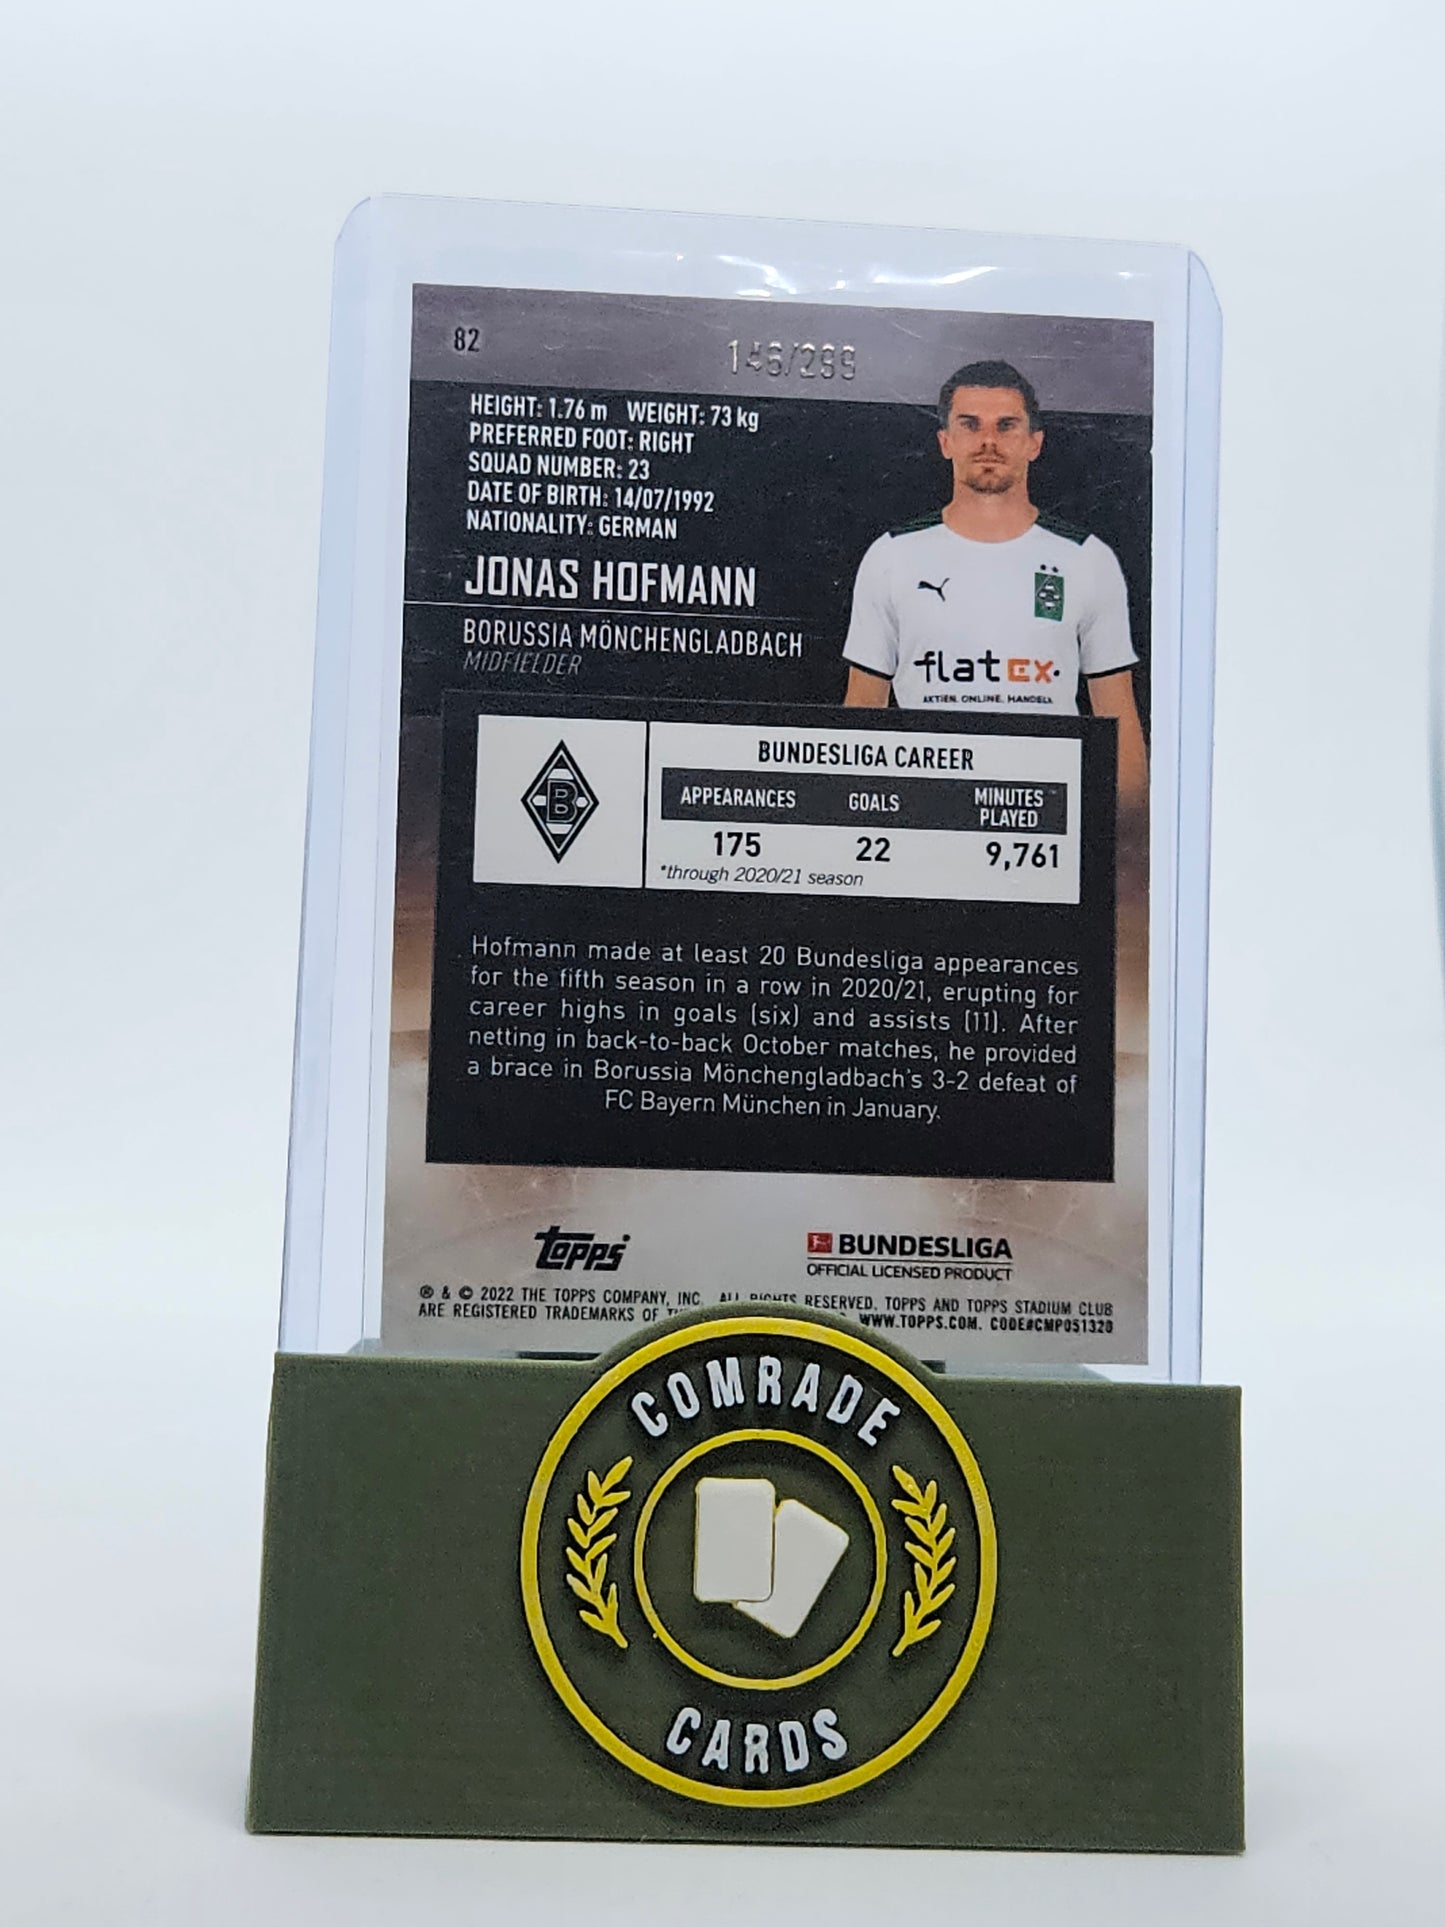 82
146/299
HEIGHT: 1.76 m WEIGHT: 73 kg
PREFERRED FOOT: RIGHT
SQUAD NUMBER: 23
DATE OF BIRTH: 14/07/1992
NATIONALITY: GERMAN
JONAS HOFMANN
BORUSSIA MÖNCHENGLADBACH
MIDFIELDER
flatex
AKTIEN. ONLINE. HANDELN.
B
BUNDESLIGA CAREER
APPEARANCES GOALS MINUTES PLAYED
175 22 9,761
*through 2020/21 season
Hofmann made at least 20 Bundesliga appearances
for the fifth season in a row in 2020/21, erupting for
career highs in goals (six) and assists (11). After
netting in back-to-back October matches, he provided
a brace in Borussia Mönchengladbach's 3-2 defeat of
FC Bayern München in January.
topps
BUNDESLIGA
OFFICIAL LICENSED PRODUCT
® & © 2022 THE TOPPS COMPANY, INC. ALL RIGHTS RESERVED. TOPPS AND TOPPS STADIUM CLUB
ARE REGISTERED TRADEMARKS OF WWW.TOPPS.COM. CODE#CMP051320
COMRADE
CARDS